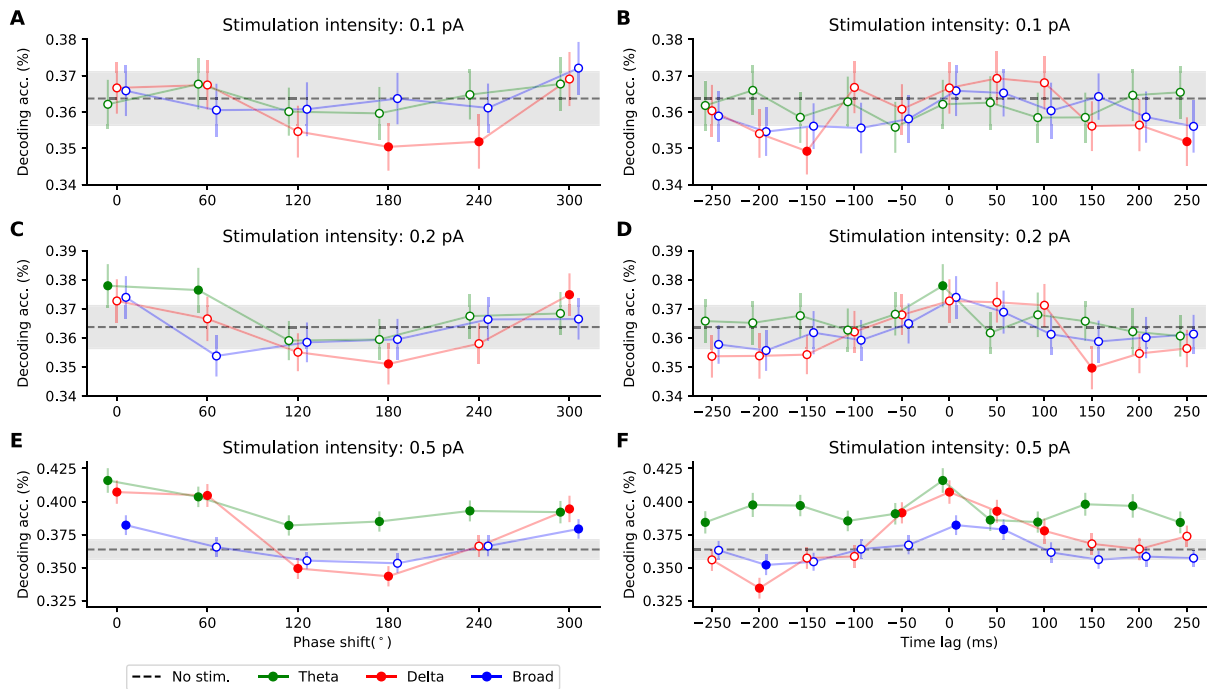 A
Stimulation intensity: 0.1 pA
Decoding acc. (%)
0.38
0.37
0.36
0.35
0.34
0 60 120 180 240 300
B
Stimulation intensity: 0.1 pA
Decoding acc. (%)
0.38
0.37
0.36
0.35
0.34
−250 −200 −150 −100 −50 0 50 100 150 200 250
C
Stimulation intensity: 0.2 pA
Decoding acc. (%)
0.39
0.38
0.37
0.36
0.35
0.34
0 60 120 180 240 300
D
Stimulation intensity: 0.2 pA
Decoding acc. (%)
0.39
0.38
0.37
0.36
0.35
0.34
−250 −200 −150 −100 −50 0 50 100 150 200 250
E
Stimulation intensity: 0.5 pA
Decoding acc. (%)
0.425
0.400
0.375
0.350
0.325
0 60 120 180 240 300
Phase shift(°)
F
Stimulation intensity: 0.5 pA
Decoding acc. (%)
0.425
0.400
0.375
0.350
0.325
−250 −200 −150 −100 −50 0 50 100 150 200 250
Time lag (ms)
No stim. Theta Delta Broad